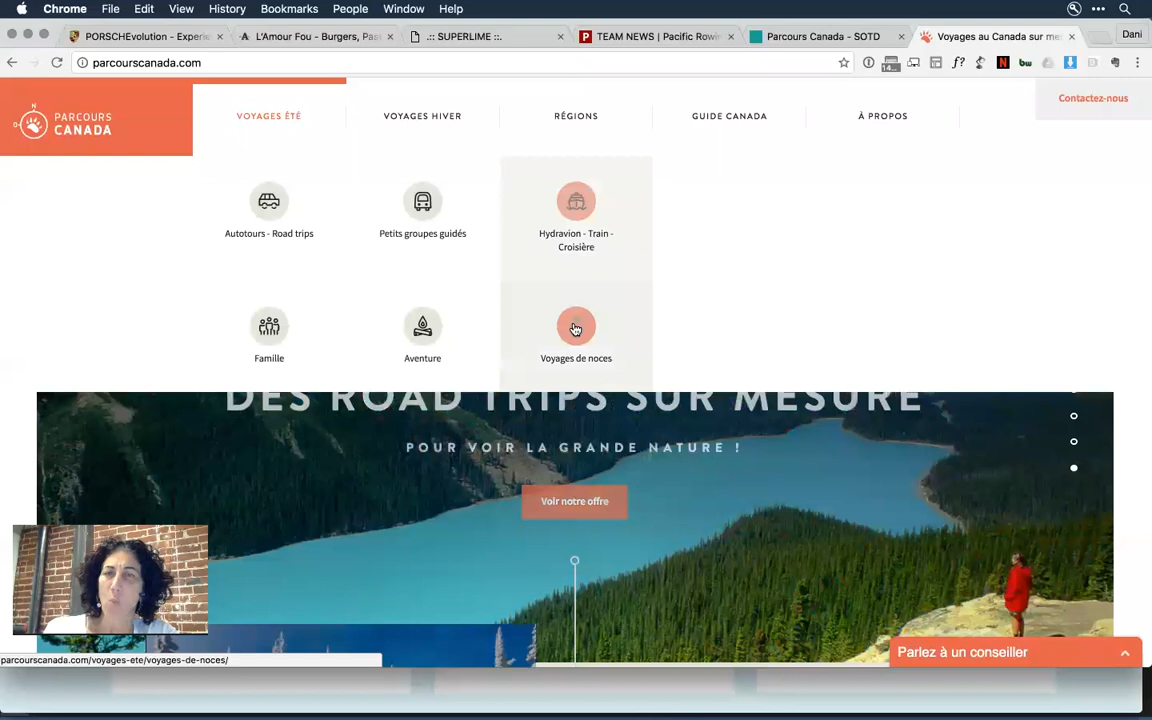 Chrome File Edit View History Bookmarks People Window Help
PORSCHEvolution - Experie
L'Amour Fou - Burgers, Pas
.:: SUPERLIME ::.
TEAM NEWS | Pacific Rowin
Parcours Canada - SOTD
Voyages au Canada sur mes
Dani
parcourscanada.com
Contactez-nous
N
O
PARCOURS
CANADA
VOYAGES ÉTÉ
VOYAGES HIVER
RÉGIONS
GUIDE CANADA
À PROPOS
Autotours - Road trips
Petits groupes guidés
Hydravion - Train -
Croisière
Famille
Aventure
Voyages de noces
DES ROAD TRIPS SUR MESURE
POUR VOIR LA GRANDE NATURE !
Voir notre offre
Parlez à un conseiller
parcourscanada.com/voyages-ete/voyages-de-noces/